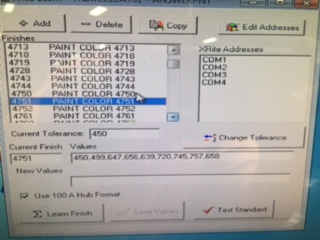 Add
Delete
Copy
Edit Addresses
Finishes
XRite Addresses
4713 PAINT COLOR 4713
4718 PAINT COLOR 4718
4719 PAINT COLOR 4719
4728 PAINT COLOR 4728
4743 PAINT COLOR 4743
4744 PAINT COLOR 4744
4750 PAINT COLOR 4750
4751 PAINT COLOR 4751
4752 PAINT COLOR 4752
4761 PAINT COLOR 4761
COM1
COM2
COM3
COM4
Current Tolerance: 450
Change Tolerance
Current Finish Values
4751 450,499,647,656,639,720,745,757,650
New Values
Use 100 A Hub Format
Learn Finish
Save Values
Test Standard